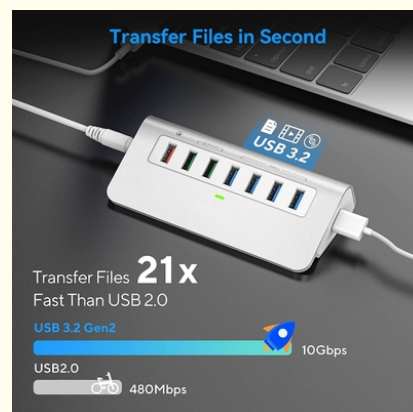 Transfer Files in Second
USB 3.2
Transfer Files 21x
Fast Than USB 2.0
USB 3.2 Gen2
10Gbps
USB2.0
480Mbps